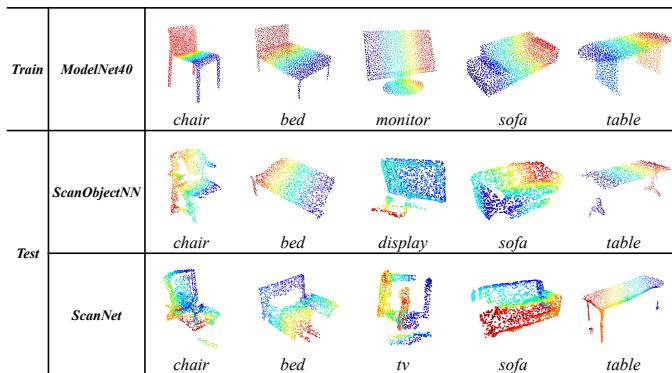 Train
ModelNet40
chair bed monitor sofa table
Test
ScanObjectNN
chair bed display sofa table
ScanNet
chair bed tv sofa table